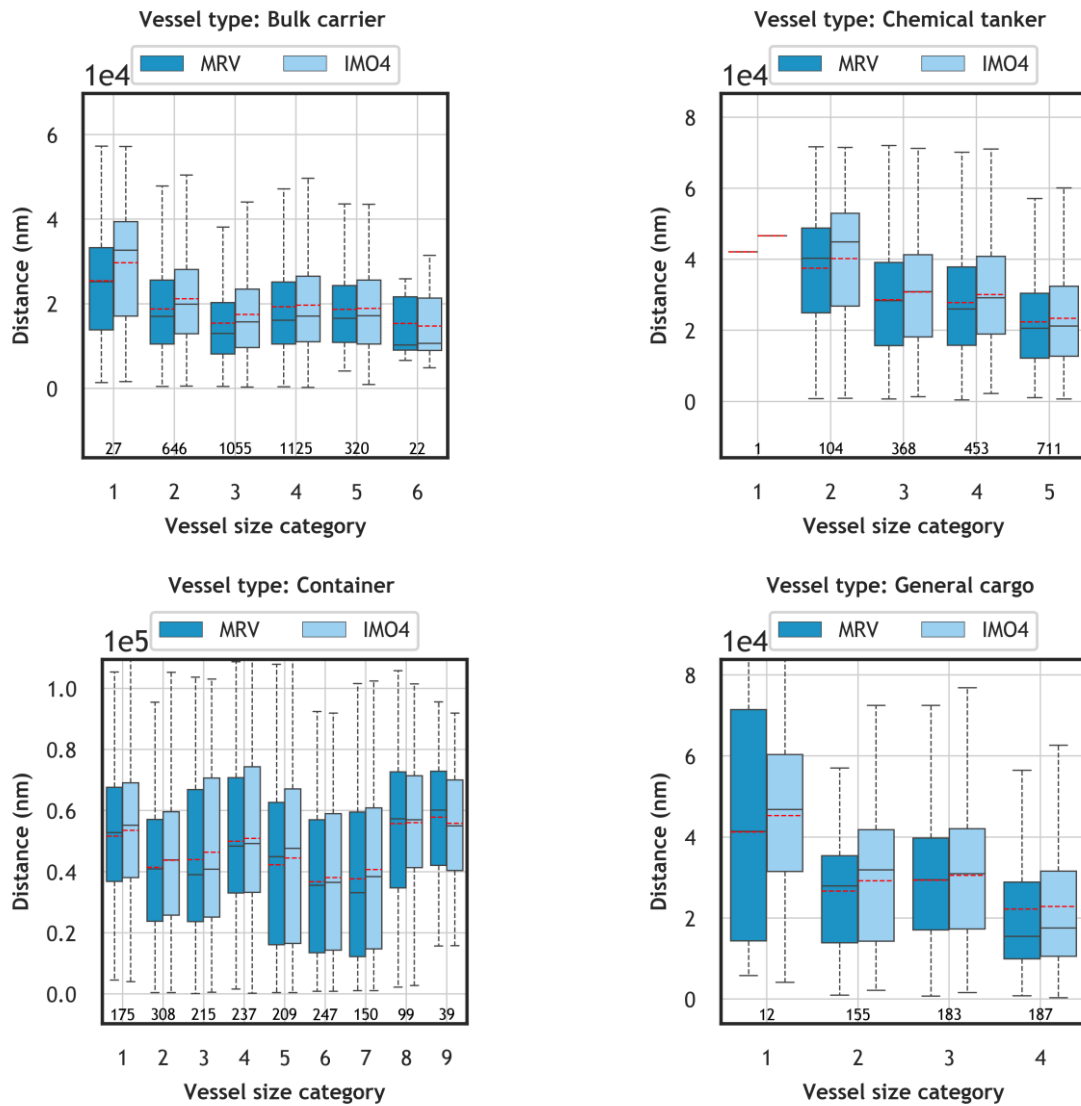 Vessel type: Bulk carrier
MRV IMO4
1e4
6
4
2
0
Distance (nm)
27 646 1055 1125 320 22
1 2 3 4 5 6
Vessel size category
Vessel type: Chemical tanker
MRV IMO4
1e4
8
6
4
2
0
Distance (nm)
1 104 368 453 711
1 2 3 4 5
Vessel size category
Vessel type: Container
MRV IMO4
1e5
1.0
0.8
0.6
0.4
0.2
0.0
Distance (nm)
175 308 215 237 209 247 150 99 39
1 2 3 4 5 6 7 8 9
Vessel size category
Vessel type: General cargo
MRV IMO4
1e4
8
6
4
2
0
Distance (nm)
12 155 183 187
1 2 3 4
Vessel size category